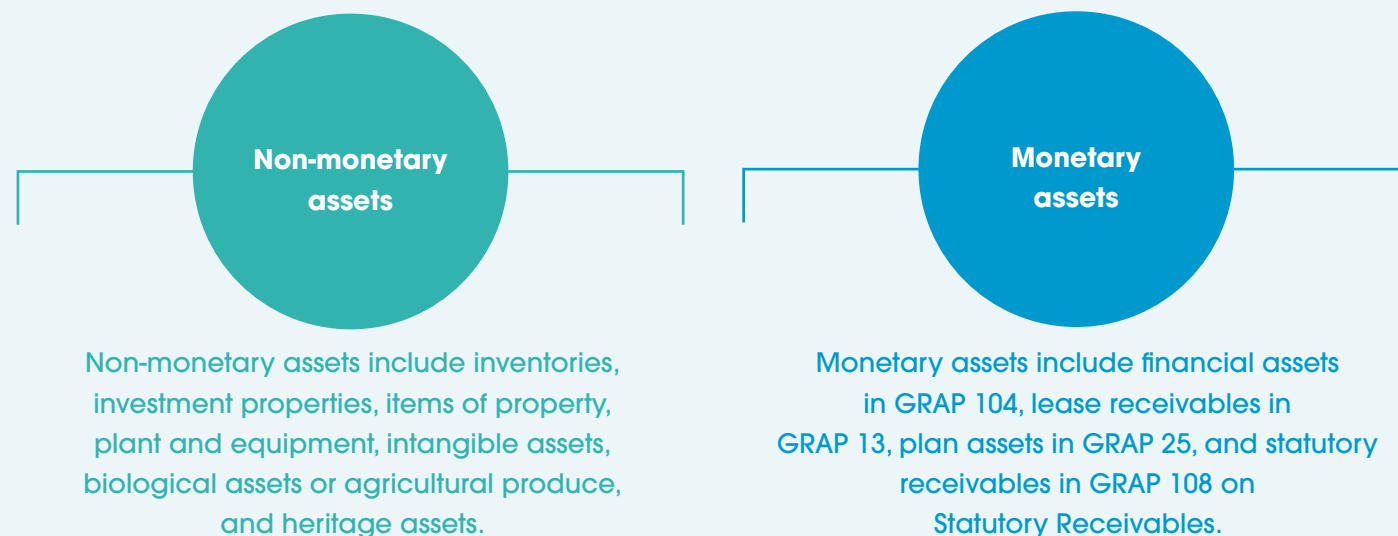 Non-monetary
assets
Non-monetary assets include inventories,
investment properties, items of property,
plant and equipment, intangible assets,
biological assets or agricultural produce,
and heritage assets.
Monetary
assets
Monetary assets include financial assets
in GRAP 104, lease receivables in
GRAP 13, plan assets in GRAP 25, and statutory
receivables in GRAP 108 on
Statutory Receivables.